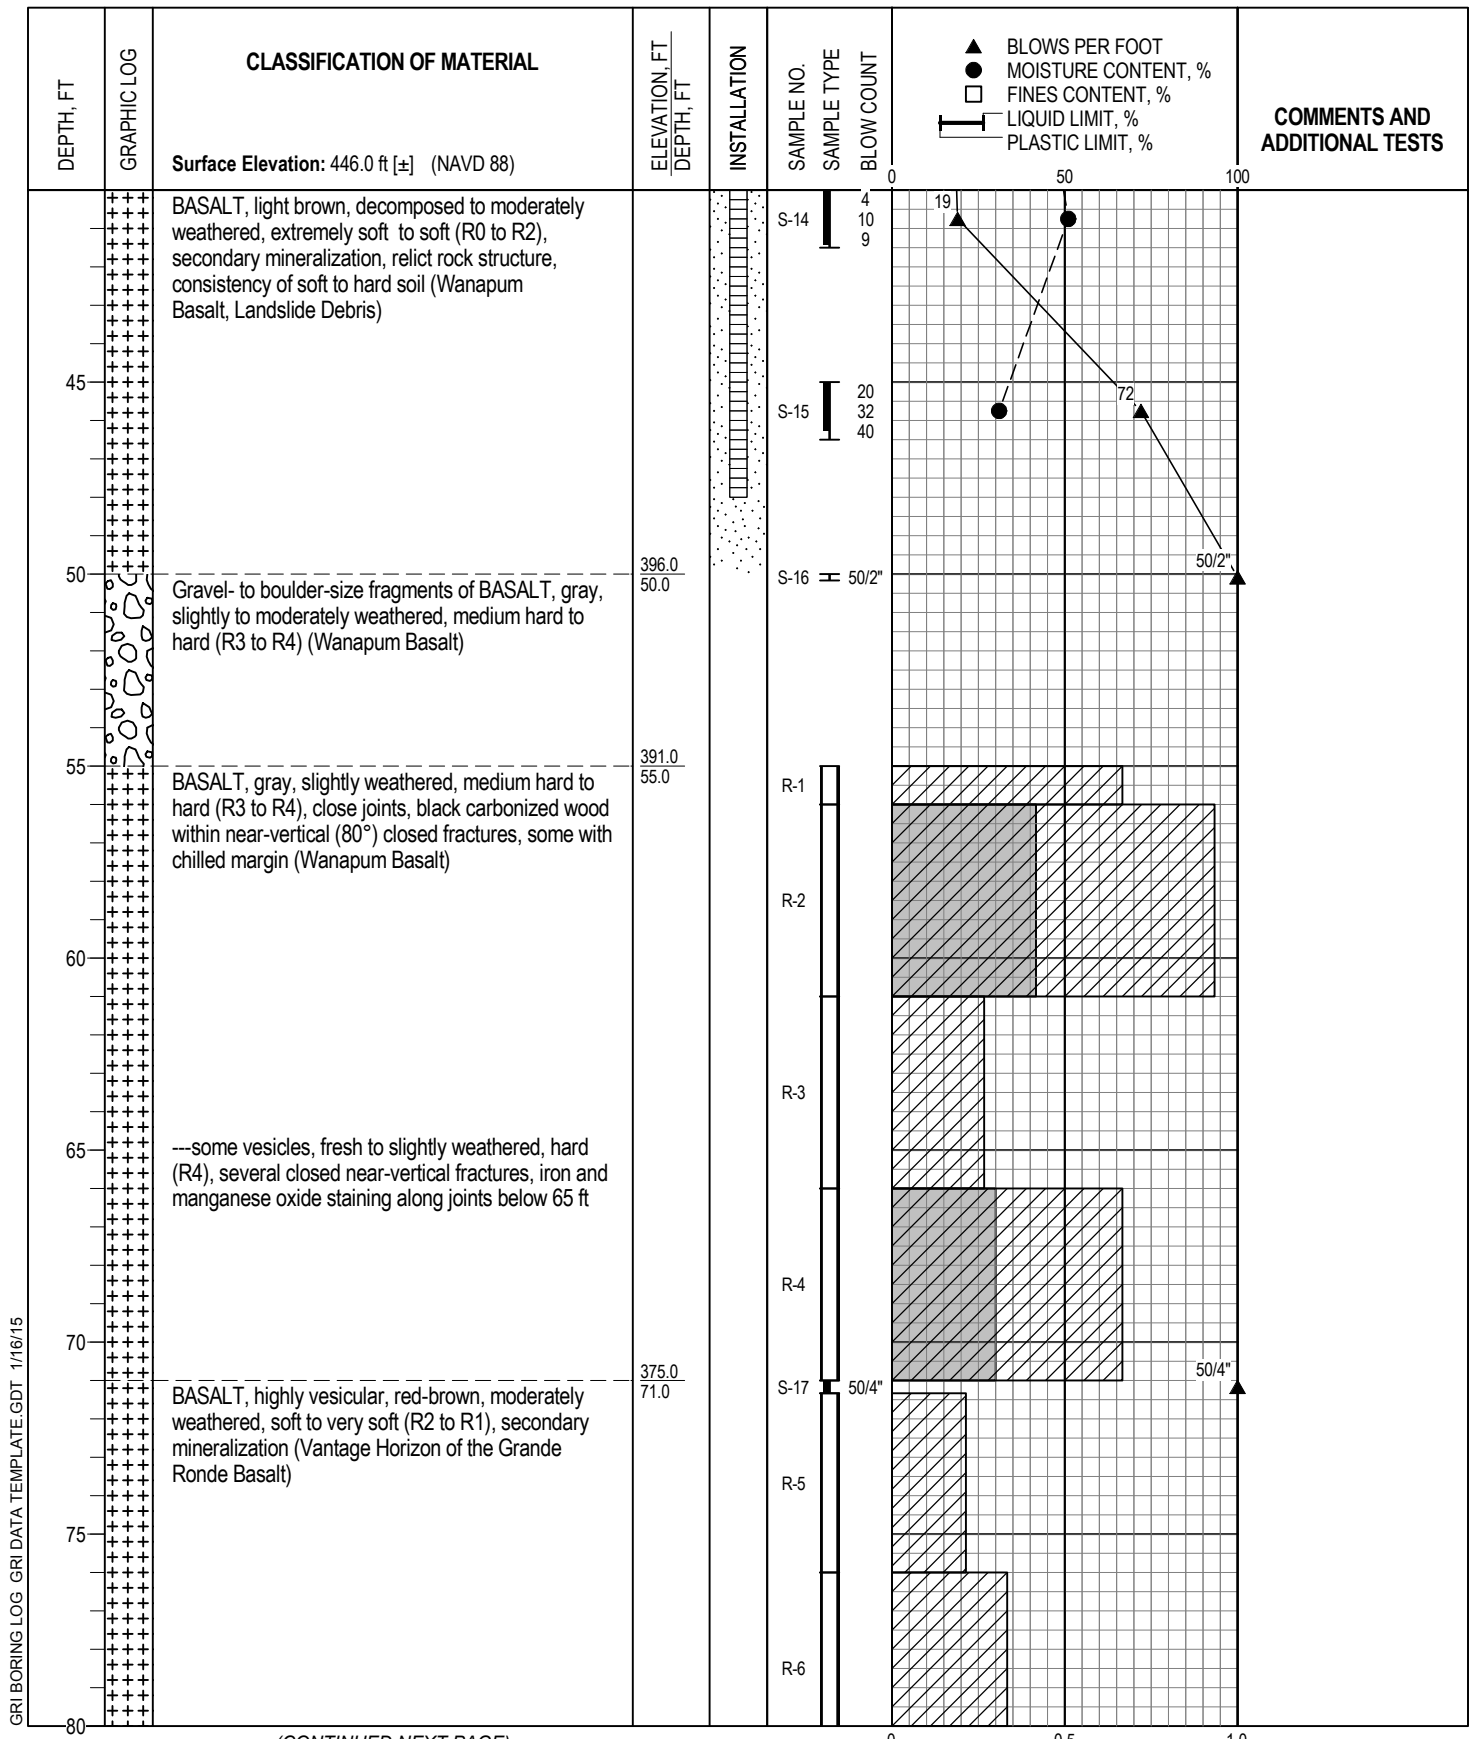 DEPTH, FT
GRAPHIC LOG
CLASSIFICATION OF MATERIAL
Surface Elevation: 446.0 ft [±] (NAVD 88)
ELEVATION, FT
DEPTH, FT
INSTALLATION
SAMPLE NO.
SAMPLE TYPE
BLOW COUNT
BLOWS PER FOOT
MOISTURE CONTENT, %
FINES CONTENT, %
LIQUID LIMIT, %
PLASTIC LIMIT, %
0 50 100
COMMENTS AND
ADDITIONAL TESTS
BASALT, light brown, decomposed to moderately
weathered, extremely soft to soft (R0 to R2),
secondary mineralization, relict rock structure,
consistency of soft to hard soil (Wanapum
Basalt, Landslide Debris)
S-14
4
10
9
19
45
S-15
20
32
40
72
50
396.0
50.0
S-16
50/2"
50/2"
Gravel- to boulder-size fragments of BASALT, gray,
slightly to moderately weathered, medium hard to
hard (R3 to R4) (Wanapum Basalt)
55
391.0
55.0
BASALT, gray, slightly weathered, medium hard to
hard (R3 to R4), close joints, black carbonized wood
within near-vertical (80°) closed fractures, some with
chilled margin (Wanapum Basalt)
R-1
R-2
60
R-3
65
---some vesicles, fresh to slightly weathered, hard
(R4), several closed near-vertical fractures, iron and
manganese oxide staining along joints below 65 ft
R-4
70
375.0
71.0
S-17
50/4"
50/4"
BASALT, highly vesicular, red-brown, moderately
weathered, soft to very soft (R2 to R1), secondary
mineralization (Vantage Horizon of the Grande
Ronde Basalt)
R-5
75
R-6
80
(CONTINUED NEXT PAGE)
0 0.5 1.0
GRI BORING LOG GRI DATA TEMPLATE.GDT 1/16/15